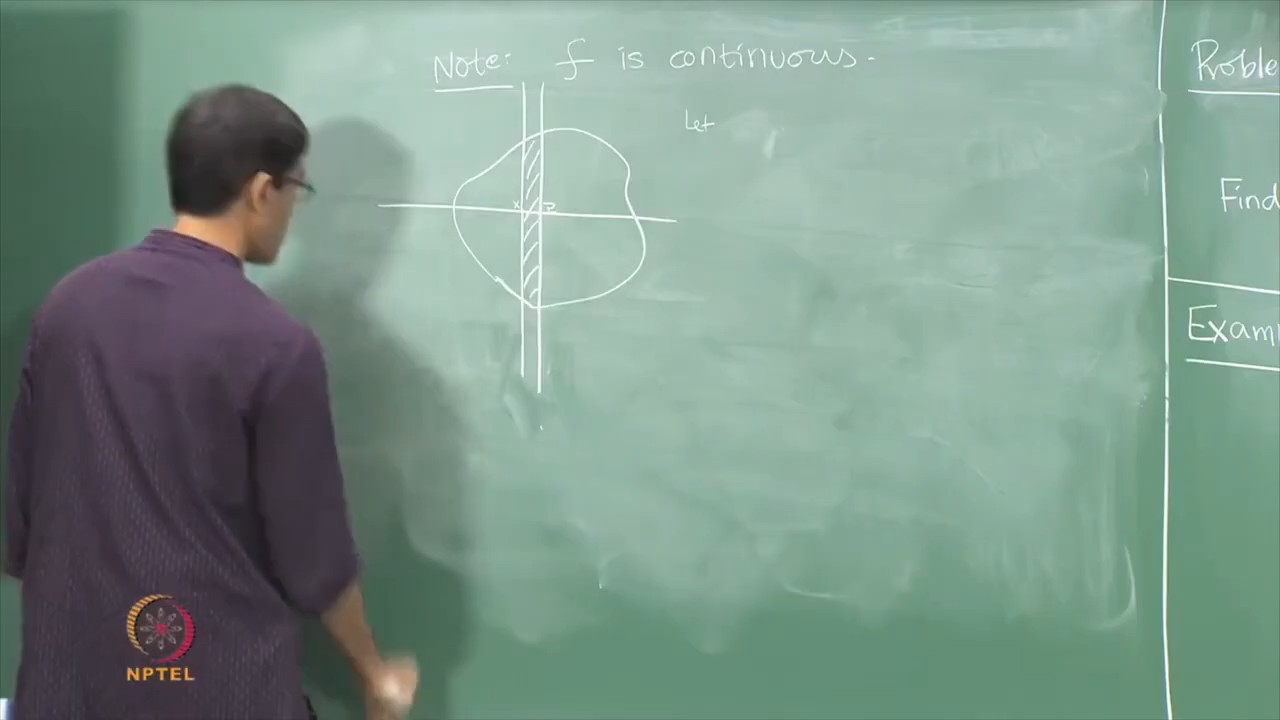 Note: f is continuous.
Let
x
Proble
Find
Exam
NPTEL